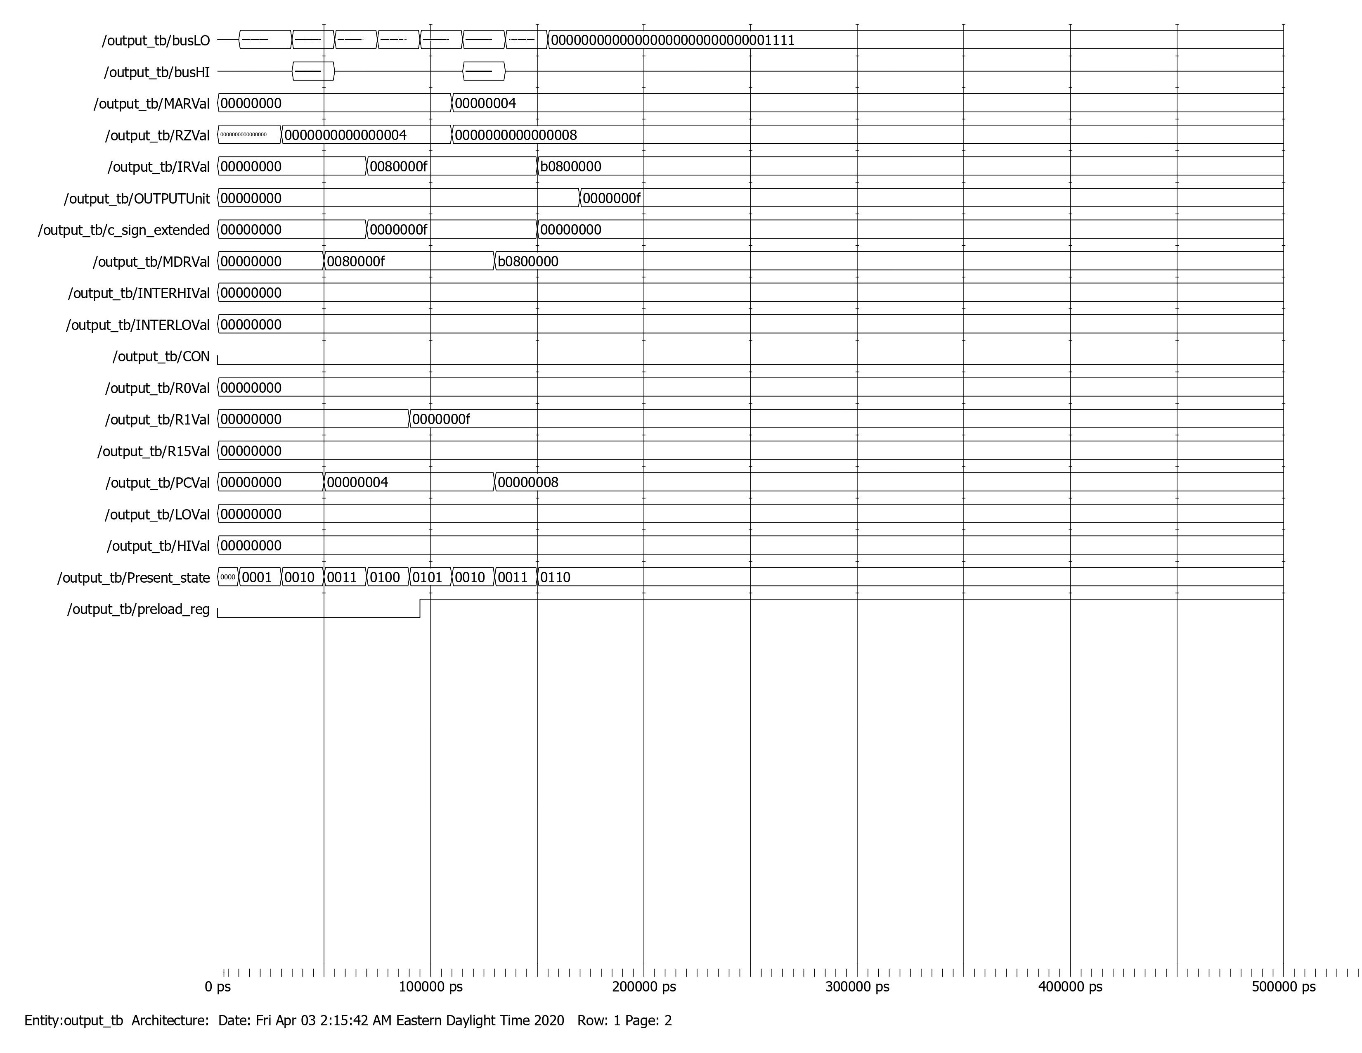 /output_tb/busLO 00000000000000000000000000001111
/output_tb/busHI
/output_tb/MARVal 00000000 00000004
/output_tb/RZVal 0000000000000004 0000000000000008
/output_tb/IRVal 00000000 0080000f b0800000
/output_tb/OUTPUTUnit 00000000 0000000f
/output_tb/c_sign_extended 00000000 0000000f 00000000
/output_tb/MDRVal 00000000 0080000f b0800000
/output_tb/INTERHIVal 00000000
/output_tb/INTERLOVal 00000000
/output_tb/CON
/output_tb/R0Val 00000000
/output_tb/R1Val 00000000 0000000f
/output_tb/R15Val 00000000
/output_tb/PCVal 00000000 00000004 00000008
/output_tb/LOVal 00000000
/output_tb/HIVal 00000000
/output_tb/Present_state 0000 0001 0010 0011 0100 0101 0010 0011 0110
/output_tb/preload_reg
0 ps 100000 ps 200000 ps 300000 ps 400000 ps 500000 ps
Entity:output_tb Architecture: Date: Fri Apr 03 2:15:42 AM Eastern Daylight Time 2020 Row: 1 Page: 2